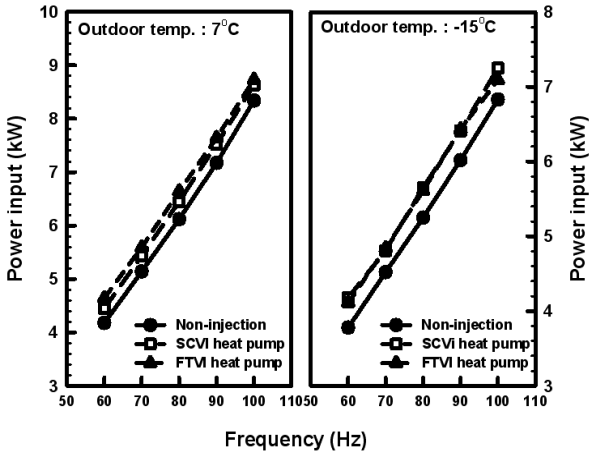 Outdoor temp. : 7°C
Outdoor temp. : -15°C
10
9
8
7
6
5
4
3
8
7
6
5
4
3
Power input (kW)
Power input (kW)
Non-injection
SCVI heat pump
FTVI heat pump
Non-injection
SCVI heat pump
FTVI heat pump
50 60 70 80 90 100 110 50 60 70 80 90 100 110
Frequency (Hz)